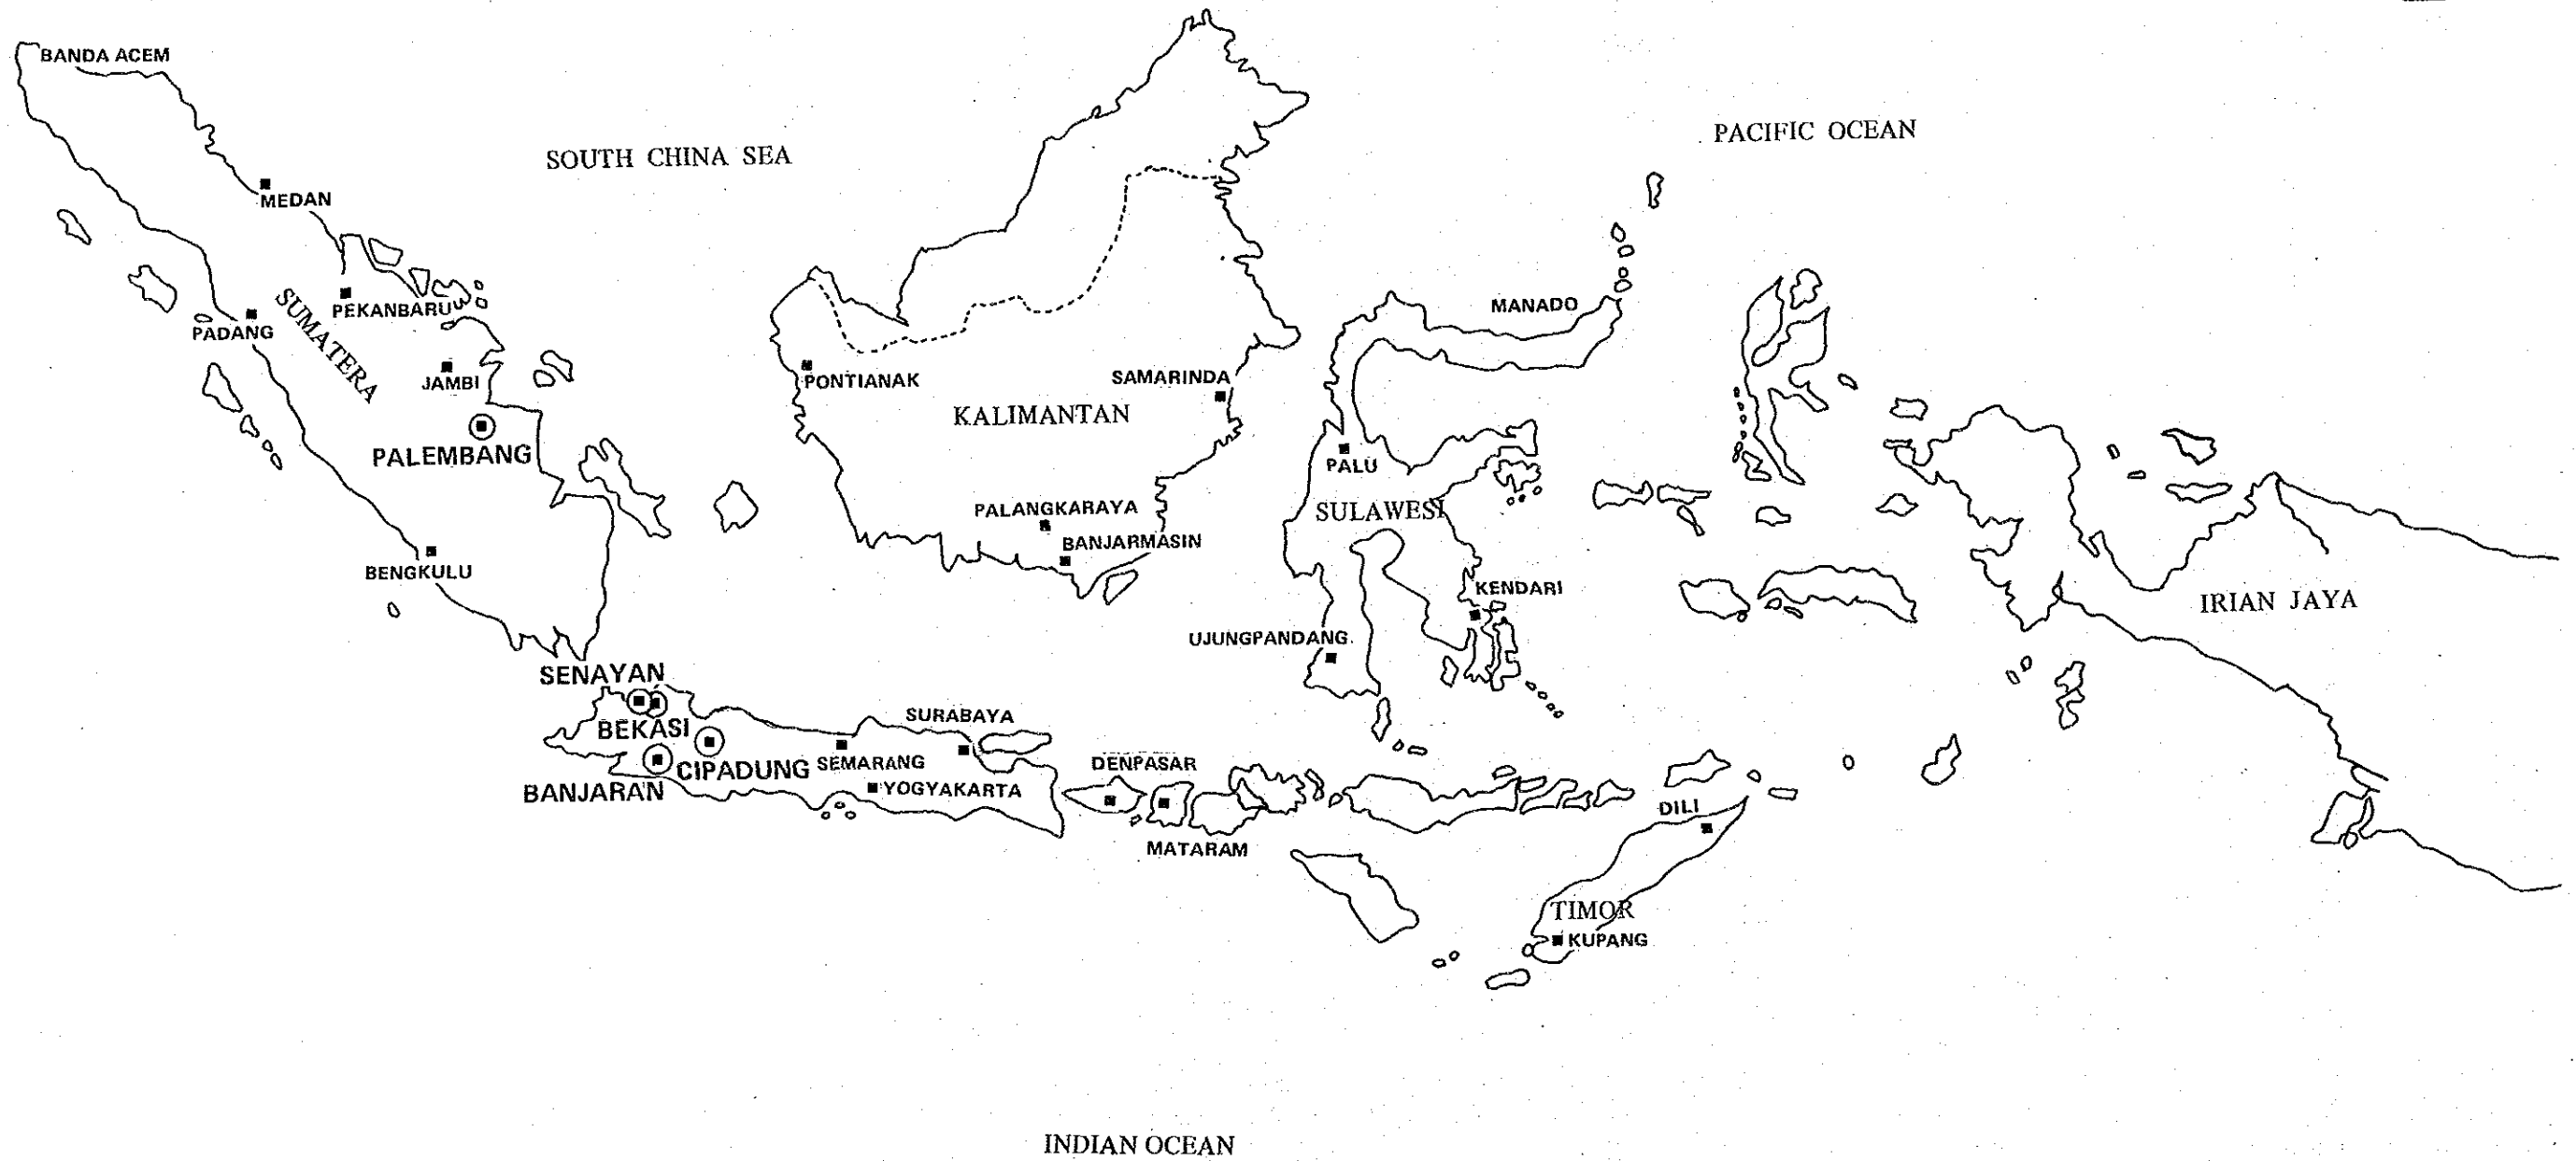 BANDA ACEM
PACIFIC OCEAN
SOUTH CHINA SEA
MEDAN
SUMATERA
PEKANBARU
MANADO
PADANG
JAMBI
PONTIANAK
SAMARINDA
KALIMANTAN
PALEMBANG
PALU
PALANGKARAYA
SULAWESI
BANJARMASIN
BENGKULU
KENDARI
IRIAN JAYA
UJUNGPANDANG
SENAYAN
SURABAYA
BEKASI
CIPADUNG
SEMARANG
DENPASAR
BANJARAN
YOGYAKARTA
DILI
MATARAM
TIMOR
KUPANG
INDIAN OCEAN